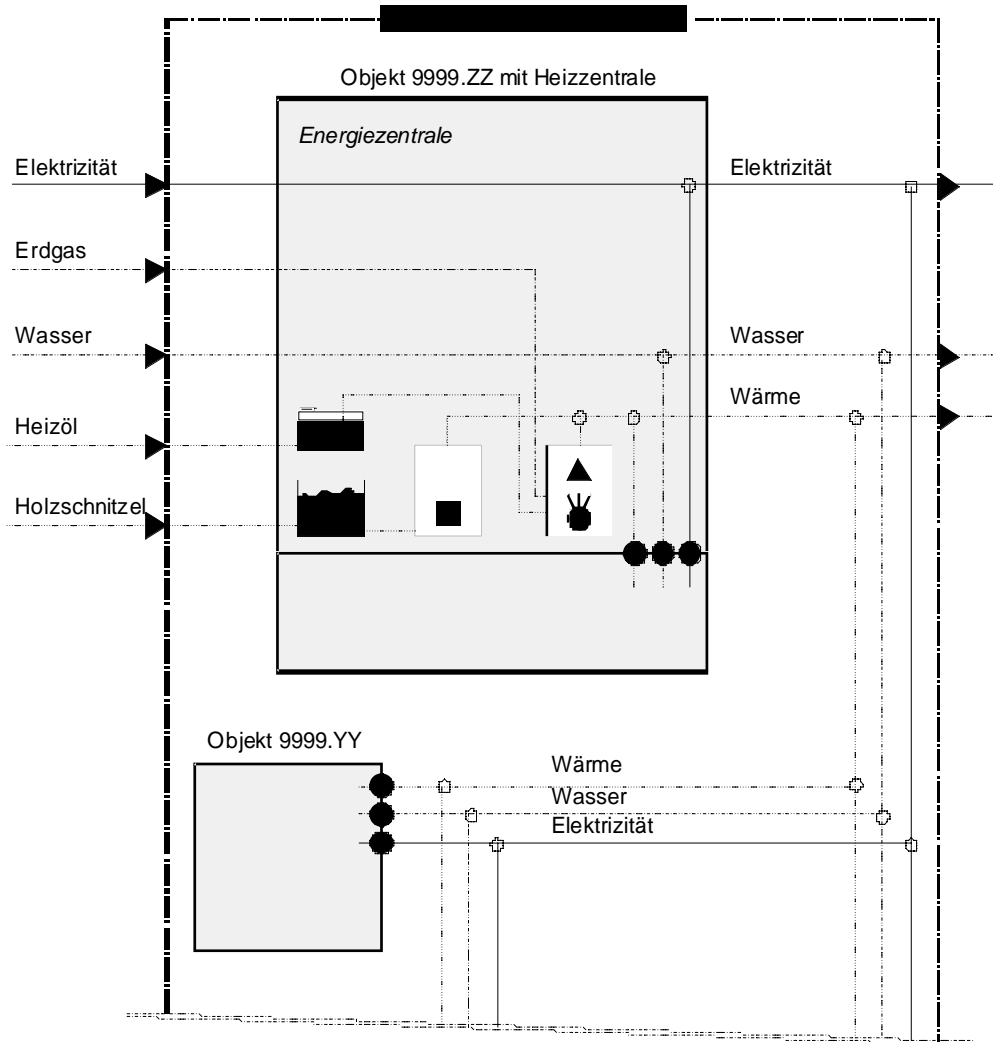 Objekt 9999.ZZ mit Heizzentrale
Energiezentrale
Elektrizität
Elektrizität
Erdgas
Wasser
Wasser
Wärme
Heizöl
Holzschnitzel
Objekt 9999.YY
Wärme
Wasser
Elektrizität